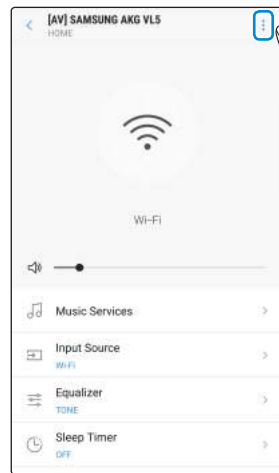 [AV] SAMSUNG AKG VL5
HOME
Wi-Fi
Music Services
Input Source
Wi-Fi
Equalizer
TONE
Sleep Timer
OFF